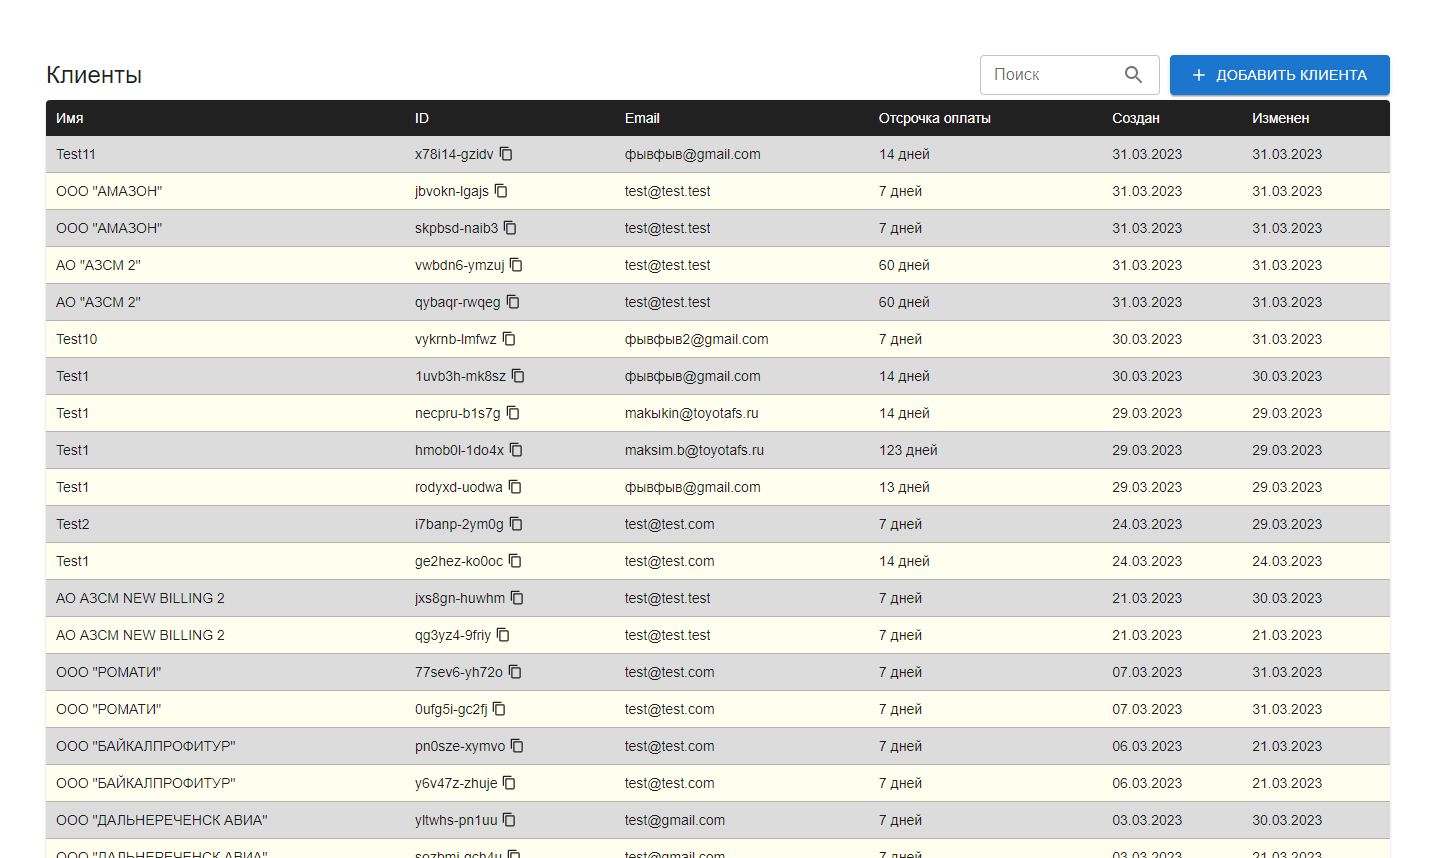 Клиенты
Поиск
ДОБАВИТЬ КЛИЕНТА
Имя ID Email Отсрочка оплаты Создан Изменен
Test11 x78i14-gzidv фывфыв@gmail.com 14 дней 31.03.2023 31.03.2023
ООО "АМАЗОН" jbvokn-lgajs test@test.test 7 дней 31.03.2023 31.03.2023
ООО "АМАЗОН" skpbsd-naib3 test@test.test 7 дней 31.03.2023 31.03.2023
АО "АЗСМ 2" vwbdn6-ymzuj test@test.test 60 дней 31.03.2023 31.03.2023
АО "АЗСМ 2" qybaqr-rwqeg test@test.test 60 дней 31.03.2023 31.03.2023
Test10 vykrnb-lmfwz фывфыв2@gmail.com 7 дней 30.03.2023 31.03.2023
Test1 1uvb3h-mk8sz фывфыв@gmail.com 14 дней 30.03.2023 30.03.2023
Test1 necpru-b1s7g makыkin@toyotafs.ru 14 дней 29.03.2023 29.03.2023
Test1 hmob0l-1do4x maksim.b@toyotafs.ru 123 дней 29.03.2023 29.03.2023
Test1 rodyxd-uodwa фывфыв@gmail.com 13 дней 29.03.2023 29.03.2023
Test2 i7banp-2ym0g test@test.com 7 дней 24.03.2023 29.03.2023
Test1 ge2hez-ko0oc test@test.com 14 дней 24.03.2023 24.03.2023
АО АЗСМ NEW BILLING 2 jxs8gn-huwhm test@test.test 7 дней 21.03.2023 30.03.2023
АО АЗСМ NEW BILLING 2 qg3yz4-9friy test@test.test 7 дней 21.03.2023 21.03.2023
ООО "РОМАТИ" 77sev6-yh72o test@test.com 7 дней 07.03.2023 31.03.2023
ООО "РОМАТИ" 0ufg5i-gc2fj test@test.com 7 дней 07.03.2023 31.03.2023
ООО "БАЙКАЛПРОФИТУР" pn0sze-xymvo test@test.com 7 дней 06.03.2023 21.03.2023
ООО "БАЙКАЛПРОФИТУР" y6v47z-zhuje test@test.com 7 дней 06.03.2023 21.03.2023
ООО "ДАЛЬНЕРЕЧЕНСК АВИА" yltwhs-pn1uu test@gmail.com 7 дней 03.03.2023 30.03.2023
ООО "ДАЛЬНЕРЕЧЕНСК АВИА" test@gmail.com 7 дней 03.03.2023 21.03.2023